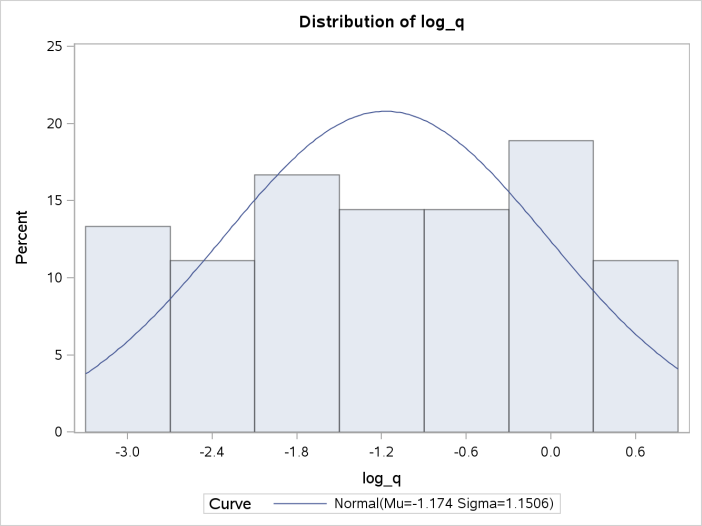 Distribution of log_q
25
20
15
10
5
0
Percent
-3.0 -2.4 -1.8 -1.2 -0.6 0.0 0.6
log_q
Curve Normal(Mu=-1.174 Sigma=1.1506)